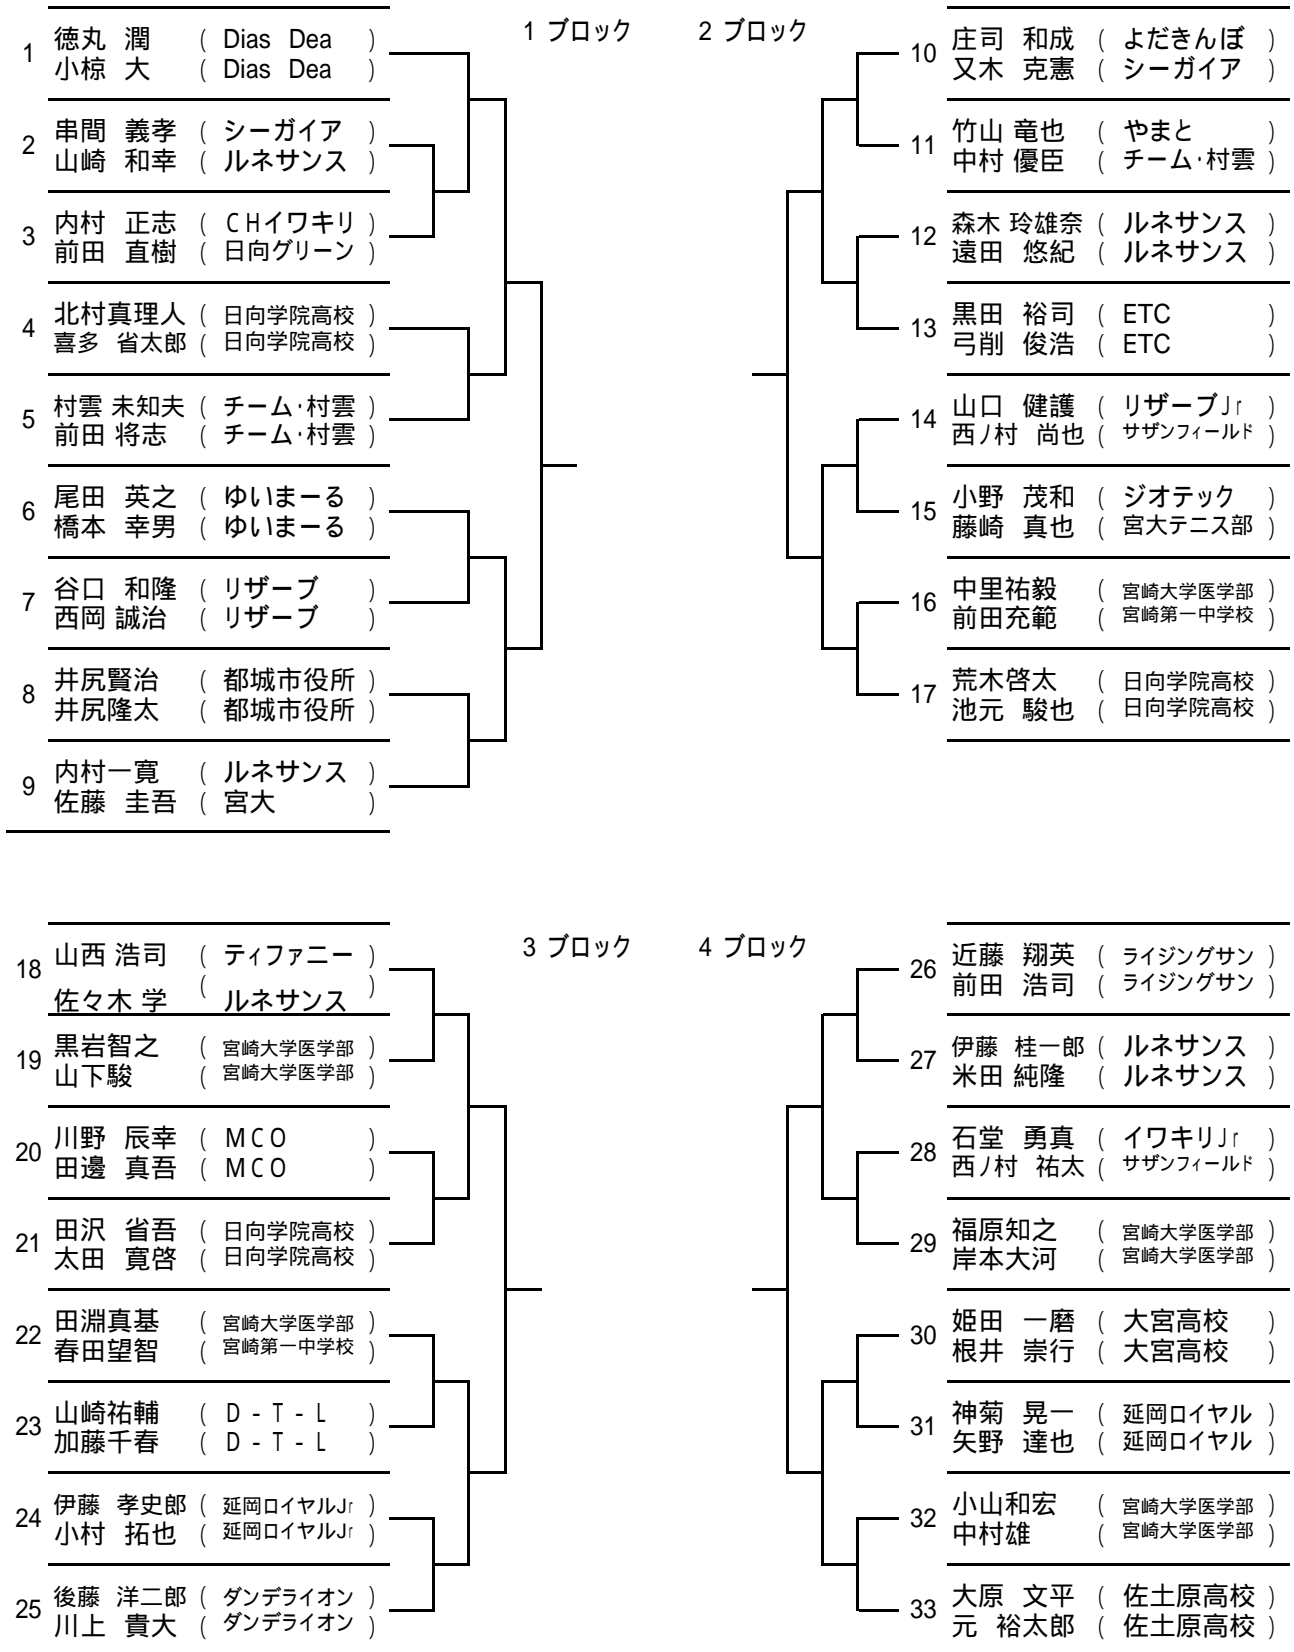 1 ブロック
1 徳丸 潤 ( Dias Dea )
小椋 大 ( Dias Dea )
2 串間 義孝 ( シーガイア )
山崎 和幸 ( ルネサンス )
3 内村 正志 ( CHイワキリ )
前田 直樹 ( 日向グリーン )
4 北村真理人 ( 日向学院高校 )
喜多 省太郎 ( 日向学院高校 )
5 村雲 未知夫 ( チーム・村雲 )
前田 将志 ( チーム・村雲 )
6 尾田 英之 ( ゆいまーる )
橋本 幸男 ( ゆいまーる )
7 谷口 和隆 ( リザーブ )
西岡 誠治 ( リザーブ )
8 井尻賢治 ( 都城市役所 )
井尻隆太 ( 都城市役所 )
9 内村一寛 ( ルネサンス )
佐藤 圭吾 ( 宮大 )
2 ブロック
10 庄司 和成 ( よだきんぼ )
又木 克憲 ( シーガイア )
11 竹山 竜也 ( やまと )
中村 優臣 ( チーム・村雲 )
12 森木 玲雄奈 ( ルネサンス )
遠田 悠紀 ( ルネサンス )
13 黒田 裕司 ( ETC )
弓削 俊浩 ( ETC )
14 山口 健護 ( リザーブJr )
西ノ村 尚也 ( サザンフィールド )
15 小野 茂和 ( ジオテック )
藤崎 真也 ( 宮大テニス部 )
16 中里祐毅 ( 宮崎大学医学部 )
前田充範 ( 宮崎第一中学校 )
17 荒木啓太 ( 日向学院高校 )
池元 駿也 ( 日向学院高校 )
3 ブロック
18 山西 浩司 ( ティファニー )
佐々木 学 ( ルネサンス )
19 黒岩智之 ( 宮崎大学医学部 )
山下駿 ( 宮崎大学医学部 )
20 川野 辰幸 ( MCO )
田邊 真吾 ( MCO )
21 田沢 省吾 ( 日向学院高校 )
太田 寛啓 ( 日向学院高校 )
22 田淵真基 ( 宮崎大学医学部 )
春田望智 ( 宮崎第一中学校 )
23 山崎祐輔 ( D-T-L )
加藤千春 ( D-T-L )
24 伊藤 孝史郎 ( 延岡ロイヤルJr )
小村 拓也 ( 延岡ロイヤルJr )
25 後藤 洋二郎 ( ダンデライオン )
川上 貴大 ( ダンデライオン )
4 ブロック
26 近藤 翔英 ( ライジングサン )
前田 浩司 ( ライジングサン )
27 伊藤 桂一郎 ( ルネサンス )
米田 純隆 ( ルネサンス )
28 石堂 勇真 ( イワキリJr )
西ノ村 祐太 ( サザンフィールド )
29 福原知之 ( 宮崎大学医学部 )
岸本大河 ( 宮崎大学医学部 )
30 姫田 一磨 ( 大宮高校 )
根井 崇行 ( 大宮高校 )
31 神菊 晃一 ( 延岡ロイヤル )
矢野 達也 ( 延岡ロイヤル )
32 小山和宏 ( 宮崎大学医学部 )
中村雄 ( 宮崎大学医学部 )
33 大原 文平 ( 佐土原高校 )
元 裕太郎 ( 佐土原高校 )